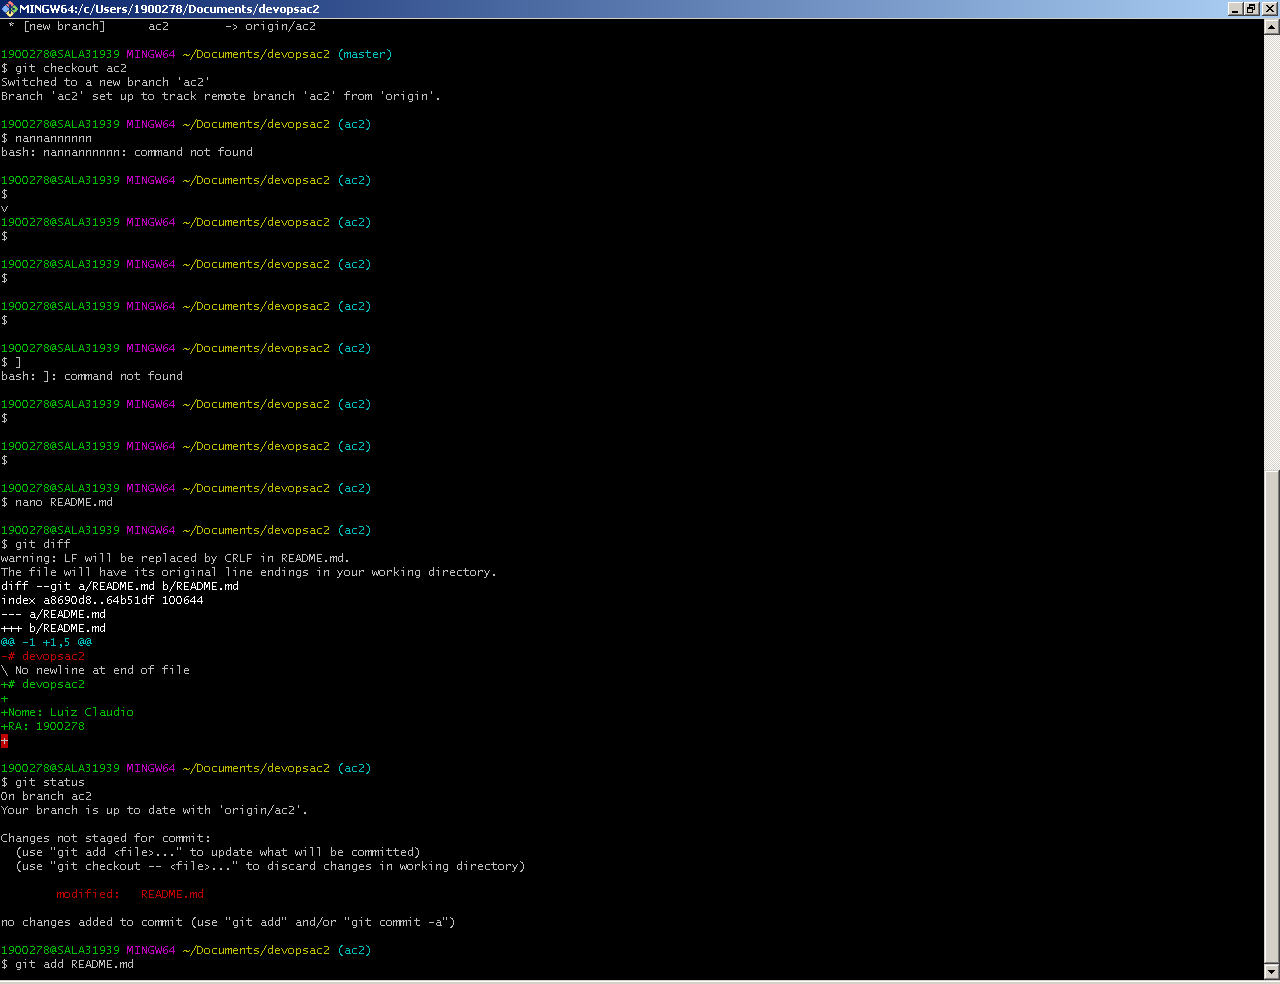 MINGW64:/c/Users/1900278/Documents/devopsac2
 * [new branch]      ac2        -> origin/ac2
1900278@SALA31939 MINGW64 ~/Documents/devopsac2 (master)
$ git checkout ac2
Switched to a new branch 'ac2'
Branch 'ac2' set up to track remote branch 'ac2' from 'origin'.
1900278@SALA31939 MINGW64 ~/Documents/devopsac2 (ac2)
$ nannannnnnn
bash: nannannnnnn: command not found
1900278@SALA31939 MINGW64 ~/Documents/devopsac2 (ac2)
$
v
1900278@SALA31939 MINGW64 ~/Documents/devopsac2 (ac2)
$
1900278@SALA31939 MINGW64 ~/Documents/devopsac2 (ac2)
$
1900278@SALA31939 MINGW64 ~/Documents/devopsac2 (ac2)
$
1900278@SALA31939 MINGW64 ~/Documents/devopsac2 (ac2)
$ ]
bash: ]: command not found
1900278@SALA31939 MINGW64 ~/Documents/devopsac2 (ac2)
$
1900278@SALA31939 MINGW64 ~/Documents/devopsac2 (ac2)
$
1900278@SALA31939 MINGW64 ~/Documents/devopsac2 (ac2)
$ nano README.md
1900278@SALA31939 MINGW64 ~/Documents/devopsac2 (ac2)
$ git diff
warning: LF will be replaced by CRLF in README.md.
The file will have its original line endings in your working directory.
diff --git a/README.md b/README.md
index a8690d8..64b51df 100644
--- a/README.md
+++ b/README.md
@@ -1 +1,5 @@
-# devopsac2
\ No newline at end of file
+# devopsac2
+
+Nome: Luiz Claudio
+RA: 1900278
+
1900278@SALA31939 MINGW64 ~/Documents/devopsac2 (ac2)
$ git status
On branch ac2
Your branch is up to date with 'origin/ac2'.
Changes not staged for commit:
  (use "git add <file>..." to update what will be committed)
  (use "git checkout -- <file>..." to discard changes in working directory)
        modified:   README.md
no changes added to commit (use "git add" and/or "git commit -a")
1900278@SALA31939 MINGW64 ~/Documents/devopsac2 (ac2)
$ git add README.md